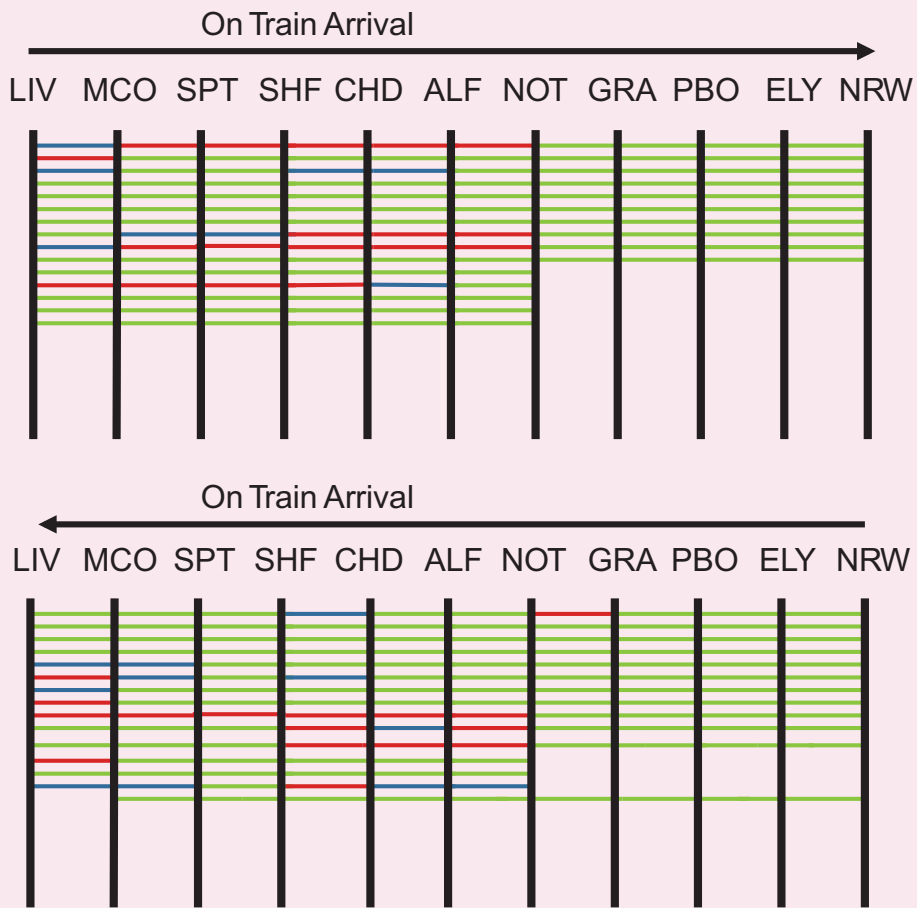 On Train Arrival
LIV MCO SPT SHF CHD ALF NOT GRA PBO ELY NRW
On Train Arrival
LIV MCO SPT SHF CHD ALF NOT GRA PBO ELY NRW